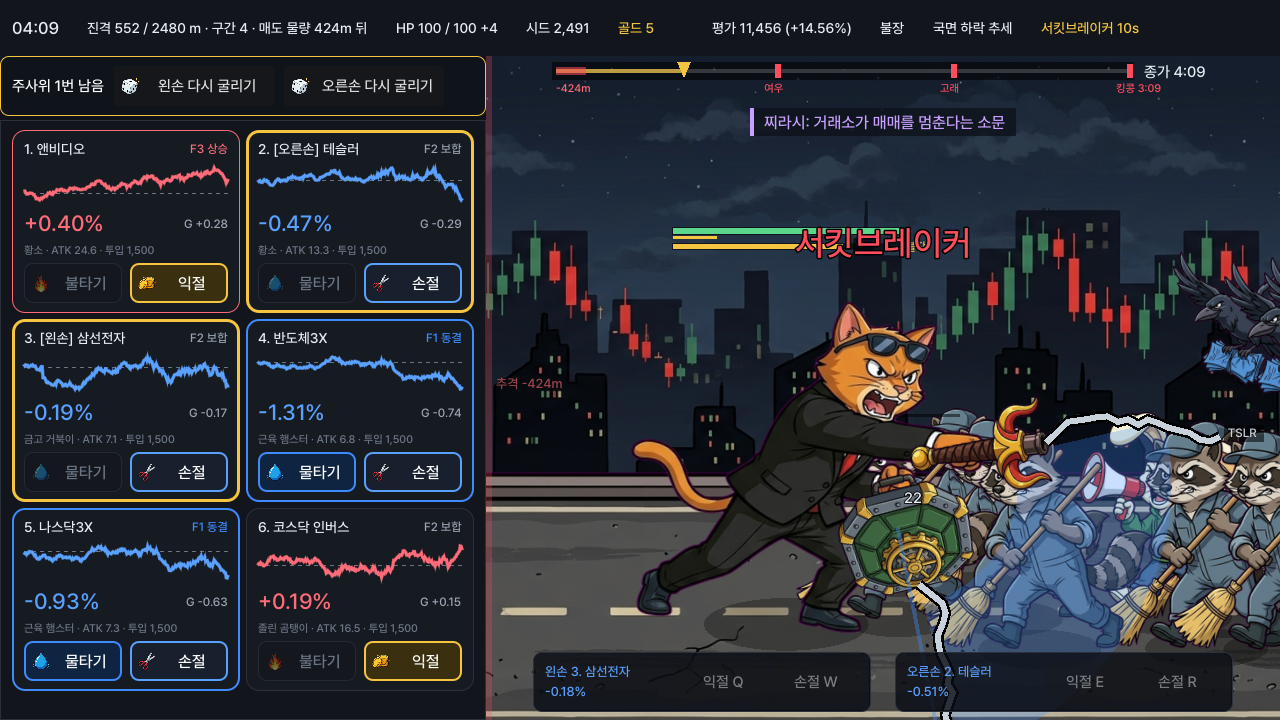 04:09 진격 552 / 2480 m · 구간 4 · 매도 물량 424m 뒤 HP 100 / 100 +4 시드 2,491 골드 5 평가 11,456 (+14.56%) 불장 국면 하락 추세 서킷브레이커 10s
주사위 1번 남음 왼손 다시 굴리기 오른손 다시 굴리기
1. 앤비디오 F3 상승
+0.40% G +0.28
황소 · ATK 24.6 · 투입 1,500
불타기 익절
2. [오른손] 테슬러 F2 보합
-0.47% G -0.29
황소 · ATK 13.3 · 투입 1,500
물타기 손절
3. [왼손] 삼선전자 F2 보합
-0.19% G -0.17
금고 거북이 · ATK 7.1 · 투입 1,500
물타기 손절
4. 반도체3X F1 동결
-1.31% G -0.74
근육 햄스터 · ATK 6.8 · 투입 1,500
물타기 손절
5. 나스닥3X F1 동결
-0.93% G -0.63
근육 햄스터 · ATK 7.3 · 투입 1,500
물타기 손절
6. 코스닥 인버스 F2 보합
+0.19% G +0.15
졸린 곰탱이 · ATK 16.5 · 투입 1,500
불타기 익절
종가 4:09
-424m 여우 고래 킹콩 3:09
찌라시: 거래소가 매매를 멈춘다는 소문
서킷브레이커
추격 -424m
TSLR
22
왼손 3. 삼선전자
-0.18%
익절 Q 손절 W
오른손 2. 테슬러
-0.51%
익절 E 손절 R